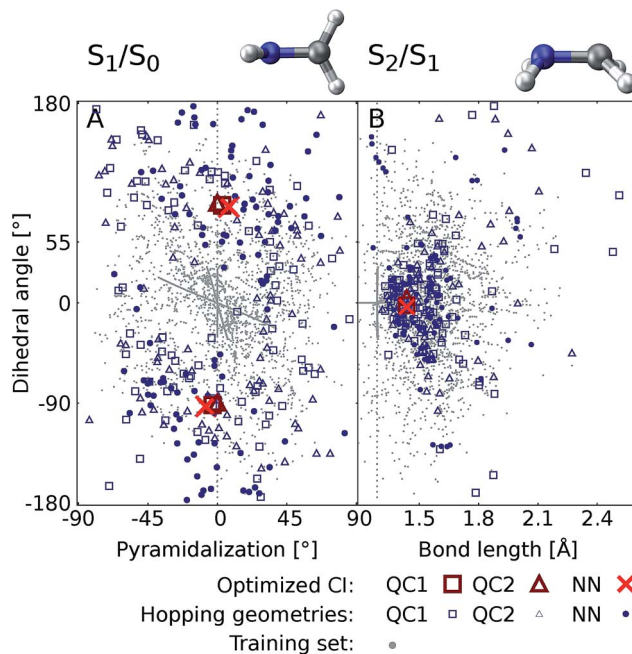 S1/S0 S2/S1
A B
180
55
0
-90
-180
Dihedral angle [°]
-90 -45 0 45 90 1.5 1.8 2.1 2.4
Pyramidalization [°] Bond length [Å]
Optimized CI: QC1 QC2 NN
Hopping geometries: QC1 QC2 NN
Training set: